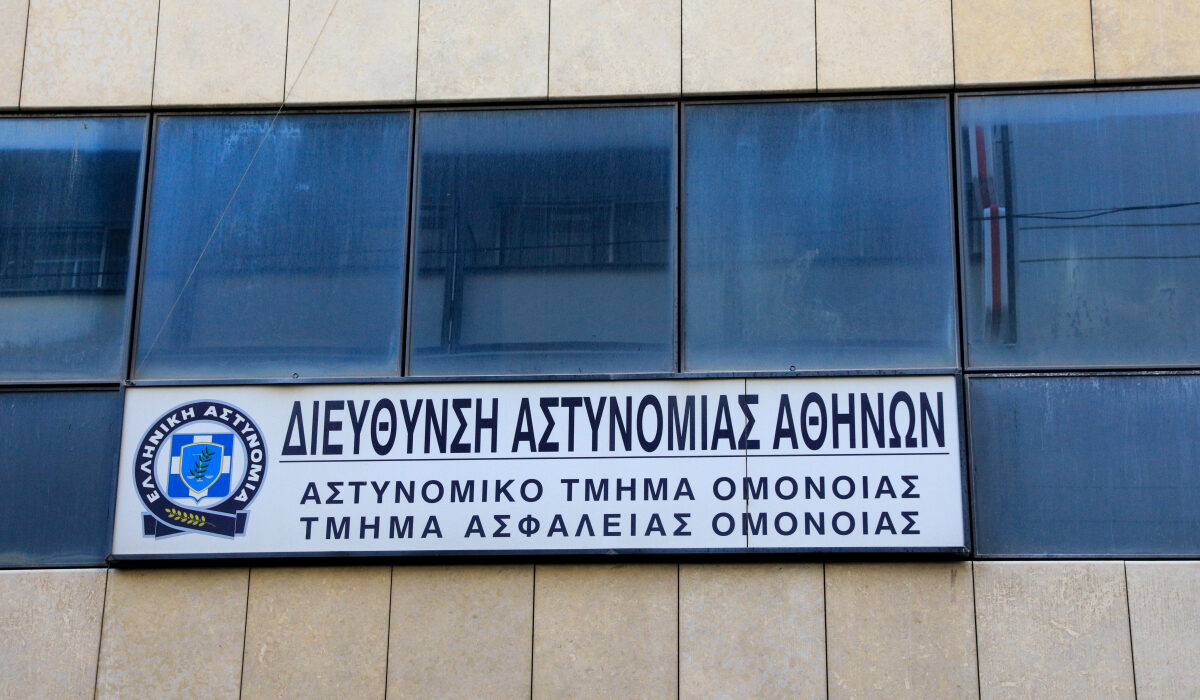 ΕΛΛΗΝΙΚΗ ΑΣΤΥΝΟΜΙΑ
ΔΙΕΥΘΥΝΣΗ ΑΣΤΥΝΟΜΙΑΣ ΑΘΗΝΩΝ
ΑΣΤΥΝΟΜΙΚΟ ΤΜΗΜΑ ΟΜΟΝΟΙΑΣ
ΤΜΗΜΑ ΑΣΦΑΛΕΙΑΣ ΟΜΟΝΟΙΑΣ